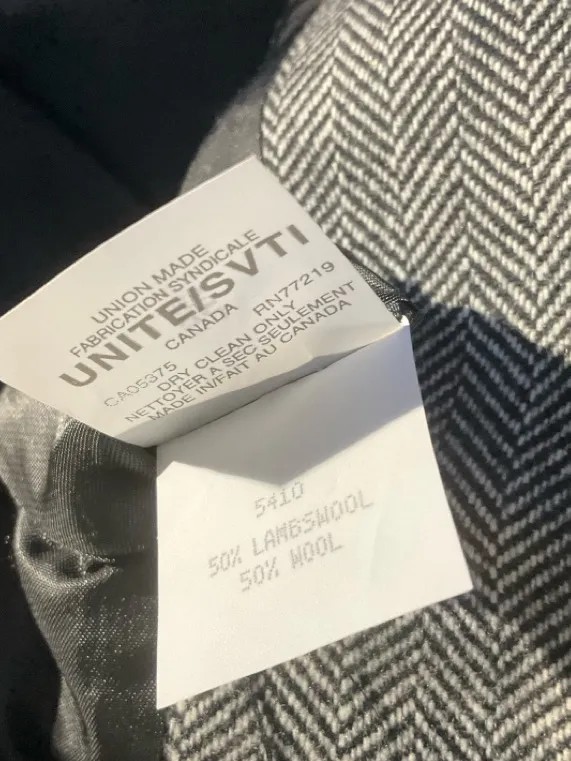 UNION MADE
FABRICATION SYNDICALE
UNITE/SVTI
CANADA RN77219
CA05375
DRY CLEAN ONLY
NETTOYER A SEC SEULEMENT
MADE IN/FAIT AU CANADA
5410
50% LAMBSWOOL
50% WOOL